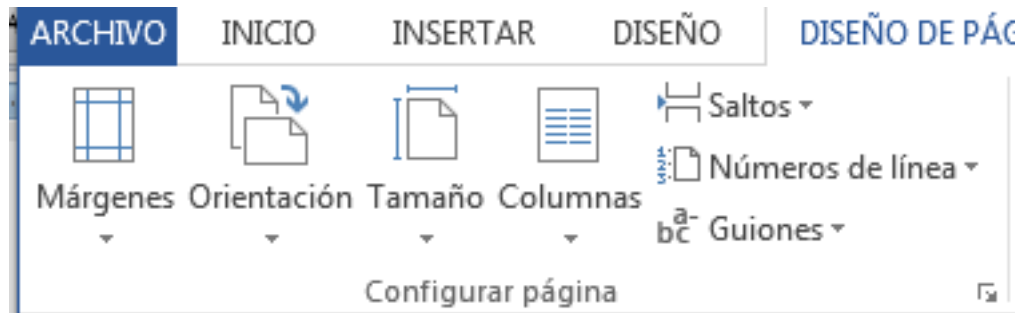 ARCHIVO INICIO INSERTAR DISEÑO DISEÑO DE PÁG
Saltos
Números de línea
Márgenes Orientación Tamaño Columnas
Guiones
Configurar página